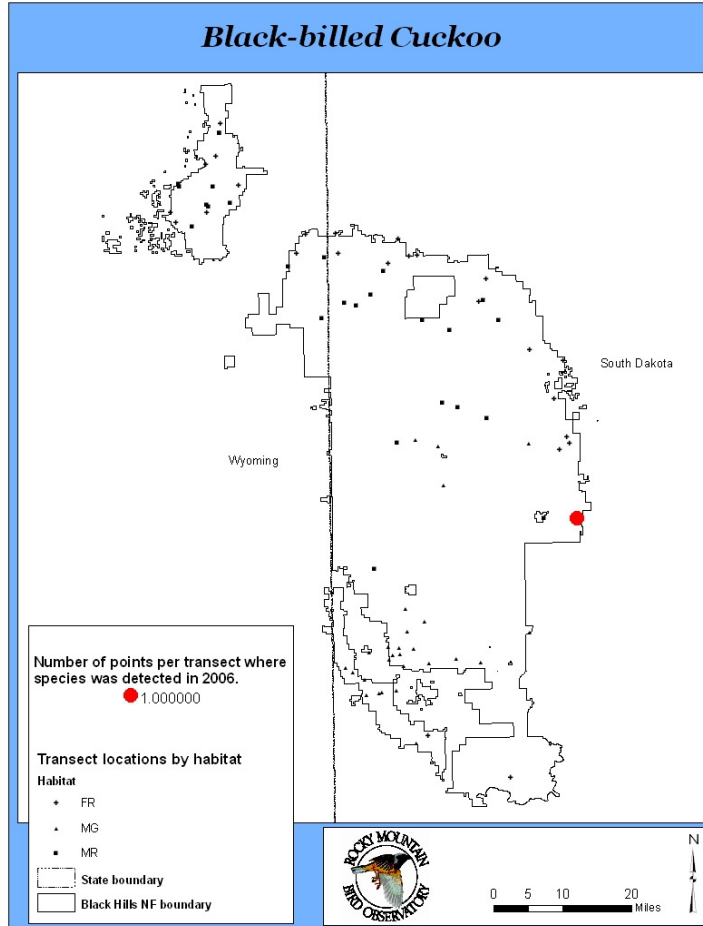 Black-billed Cuckoo
South Dakota
Wyoming
Number of points per transect where
species was detected in 2006.
1.000000
Transect locations by habitat
Habitat
FR
MG
MR
State boundary
Black Hills NF boundary
ROCKY MOUNTAIN
BIRD OBSERVATORY
N
0 5 10 20
Miles